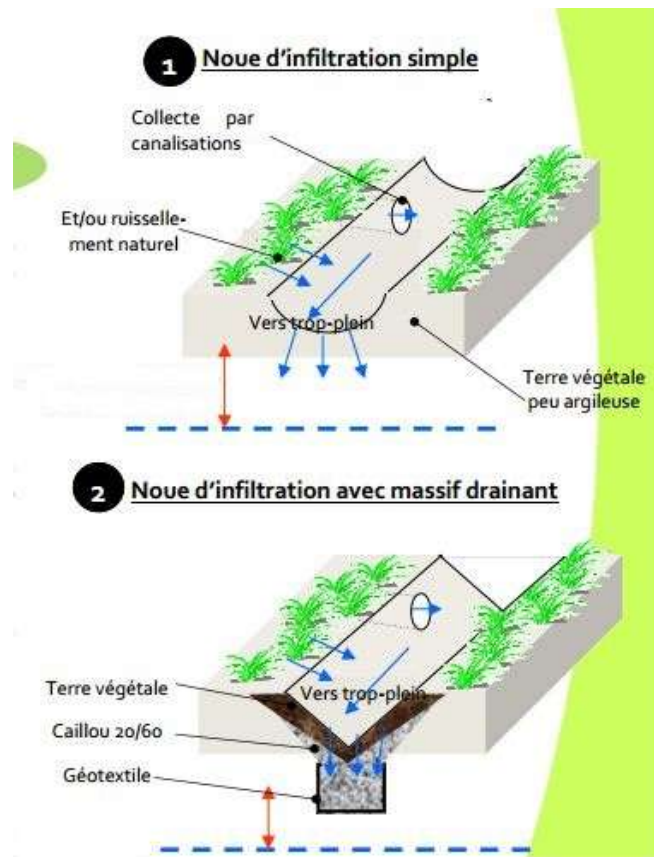 1 Noue d'infiltration simple
Collecte par
canalisations
Et/ou ruisselle-
ment naturel
Vers trop-plein
Terre végétale
peu argileuse
2 Noue d'infiltration avec massif drainant
Terre végétale
Vers trop-plein
Caillou 20/60
Géotextile